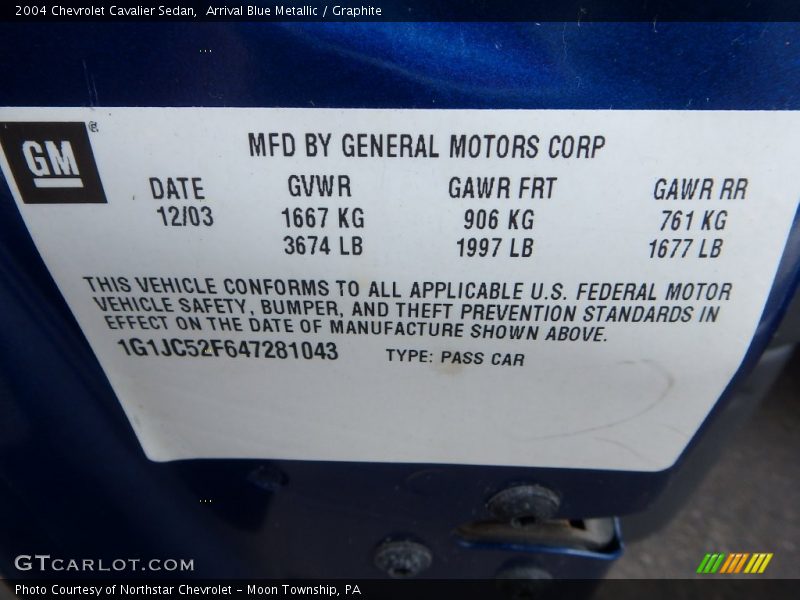 2004 Chevrolet Cavalier Sedan,  Arrival Blue Metallic / Graphite
GM®
MFD BY GENERAL MOTORS CORP
DATE GVWR GAWR FRT GAWR RR
12/03 1667 KG 906 KG 761 KG
3674 LB 1997 LB 1677 LB
THIS VEHICLE CONFORMS TO ALL APPLICABLE U.S. FEDERAL MOTOR
VEHICLE SAFETY, BUMPER, AND THEFT PREVENTION STANDARDS IN
EFFECT ON THE DATE OF MANUFACTURE SHOWN ABOVE.
1G1JC52F647281043 TYPE: PASS CAR
GTCARLOT.COM
Photo Courtesy of Northstar Chevrolet - Moon Township, PA